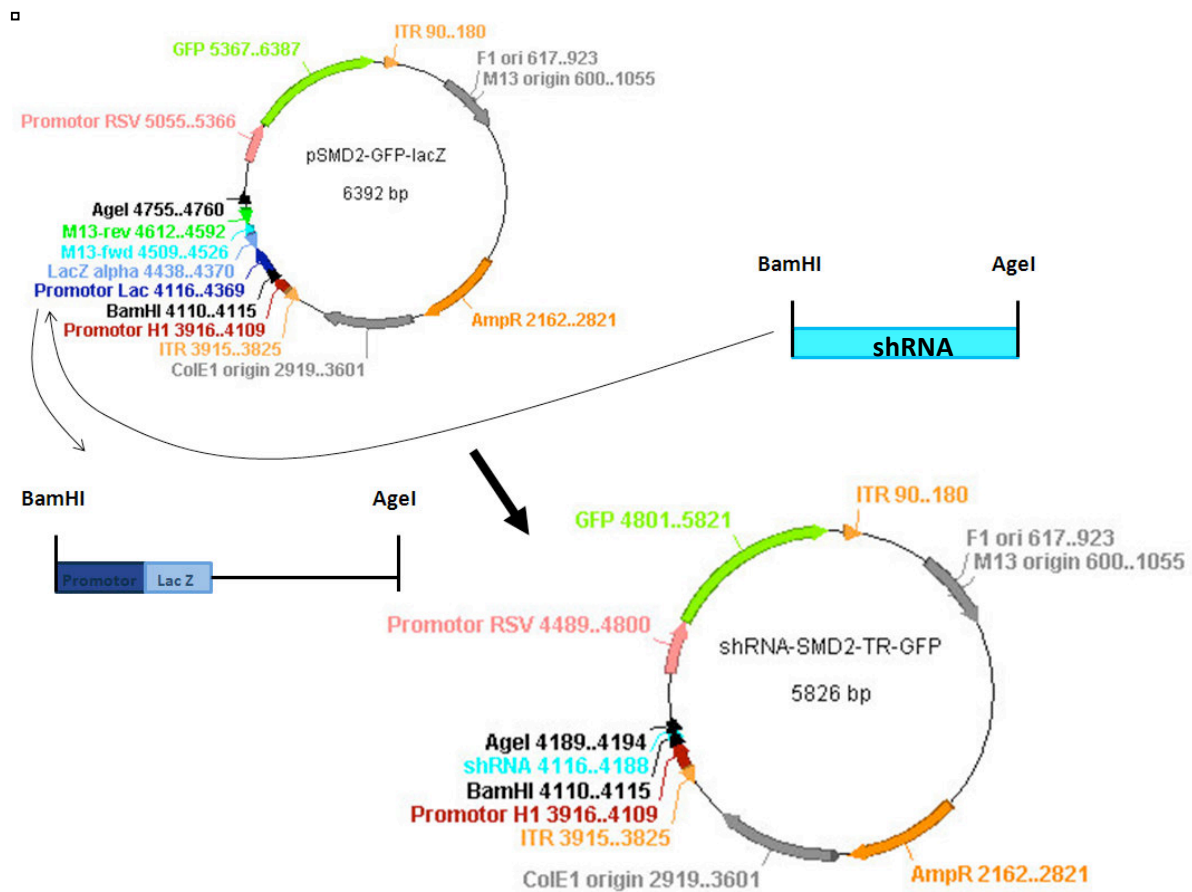 ITR 90..180
GFP 5367..6387
F1 ori 617..923
M13 origin 600..1055
Promotor RSV 5055..5366
pSMD2-GFP-lacZ
6392 bp
AgeI 4755..4760
M13-rev 4612..4592
M13-fwd 4509..4526
LacZ alpha 4438..4370
Promotor Lac 4116..4369
BamHI 4110..4115
Promotor H1 3916..4109
ITR 3915..3825
ColE1 origin 2919..3601
AmpR 2162..2821
BamHI AgeI
shRNA
BamHI AgeI
Promotor Lac Z
ITR 90..180
GFP 4801..5821
F1 ori 617..923
M13 origin 600..1055
Promotor RSV 4489..4800
shRNA-SMD2-TR-GFP
5826 bp
AgeI 4189..4194
shRNA 4116..4188
BamHI 4110..4115
Promotor H1 3916..4109
ITR 3915..3825
ColE1 origin 2919..3601
AmpR 2162..2821